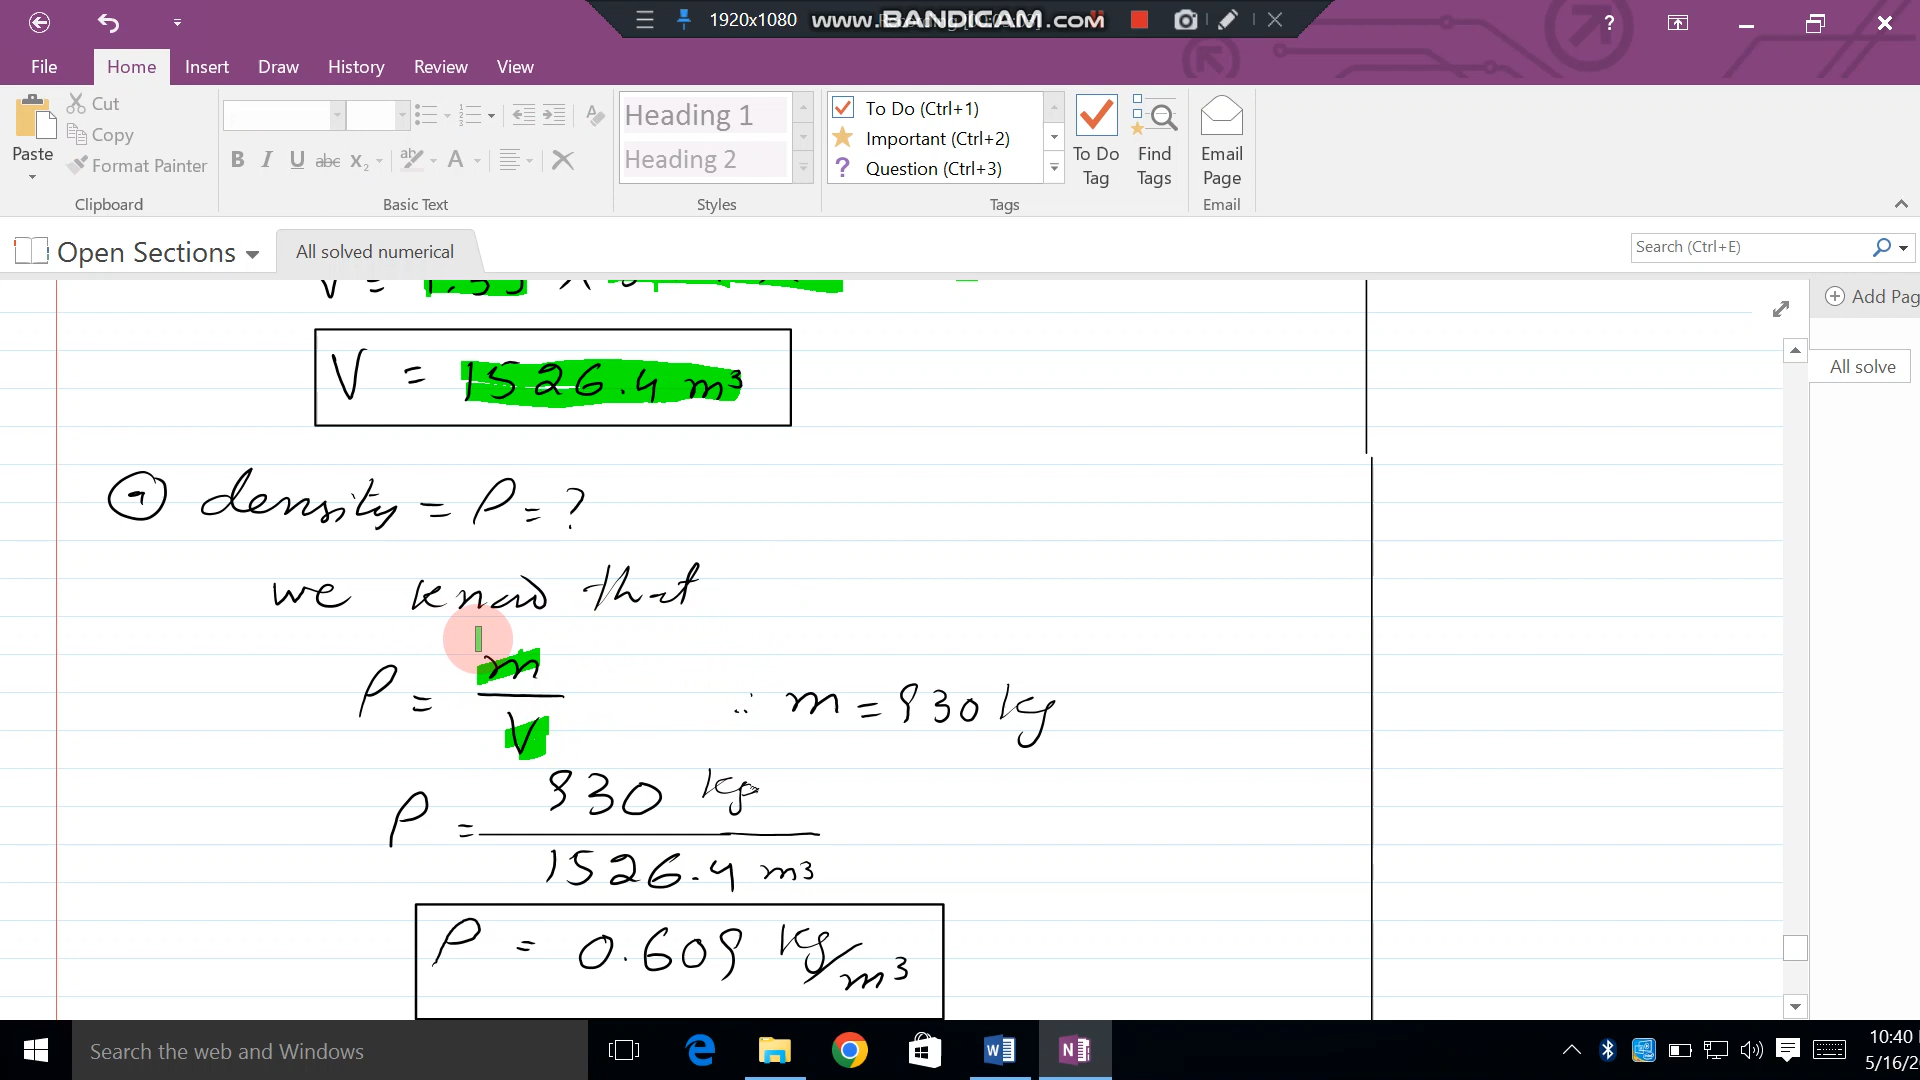 1920x1080 www.BANDICAM.com
File Home Insert Draw History Review View
Cut
Copy
Format Painter
Paste
Clipboard
Basic Text
Heading 1
Heading 2
Styles
To Do (Ctrl+1)
Important (Ctrl+2)
Question (Ctrl+3)
To Do Tag
Find Tags
Tags
Email Page
Email
Open Sections All solved numerical
Search (Ctrl+E)
Add Pag
All solve
V = 1526.4 m³
a density = ρ = ?
we know that
ρ = m/V ∴ m = 930 kg
ρ = 930 kg / 1526.4 m³
ρ = 0.609 kg/m³
Search the web and Windows
10:40
5/16/2